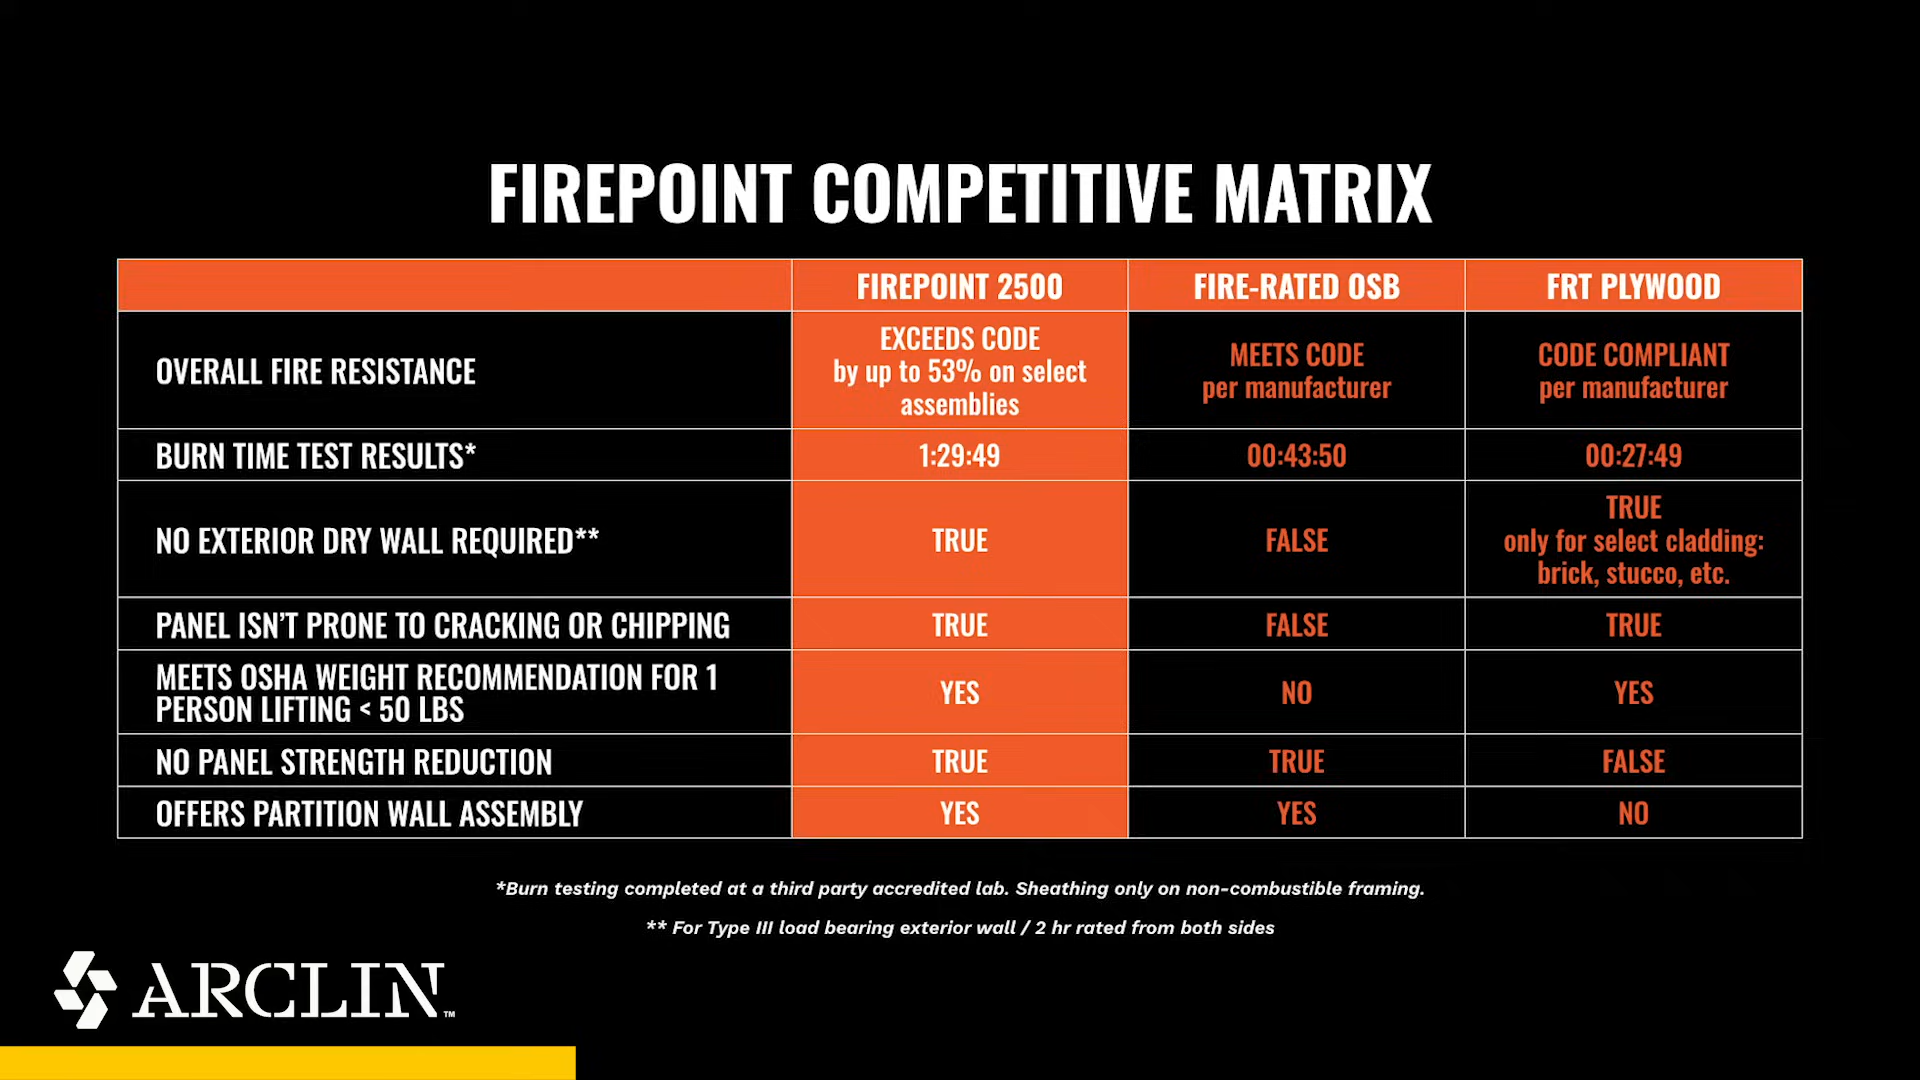 FIREPOINT COMPETITIVE MATRIX
FIREPOINT 2500
FIRE-RATED OSB
FRT PLYWOOD
OVERALL FIRE RESISTANCE
EXCEEDS CODE
by up to 53% on select
assemblies
MEETS CODE
per manufacturer
CODE COMPLIANT
per manufacturer
BURN TIME TEST RESULTS*
1:29:49
00:43:50
00:27:49
NO EXTERIOR DRY WALL REQUIRED**
TRUE
FALSE
TRUE
only for select cladding:
brick, stucco, etc.
PANEL ISN'T PRONE TO CRACKING OR CHIPPING
TRUE
FALSE
TRUE
MEETS OSHA WEIGHT RECOMMENDATION FOR 1
PERSON LIFTING < 50 LBS
YES
NO
YES
NO PANEL STRENGTH REDUCTION
TRUE
TRUE
FALSE
OFFERS PARTITION WALL ASSEMBLY
YES
YES
NO
*Burn testing completed at a third party accredited lab. Sheathing only on non-combustible framing.
** For Type III load bearing exterior wall / 2 hr rated from both sides
ARCLIN™